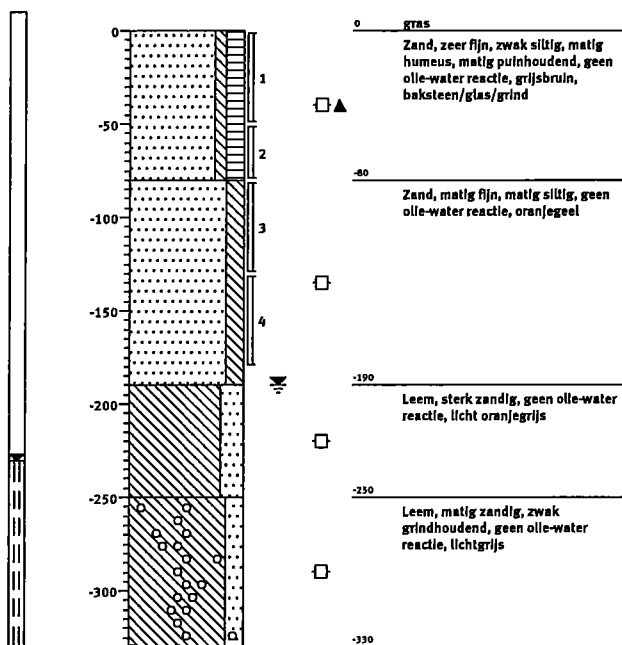 0
-50
-100
-150
-200
-250
-300
1
2
3
4
0 gras
Zand, zeer fijn, zwak siltig, matig
humeus, matig puinhoudend, geen
olie-water reactie, grijsbruin,
baksteen/glas/grind
-80
Zand, matig fijn, matig siltig, geen
olie-water reactie, oranjegeel
-190
Leem, sterk zandig, geen olie-water
reactie, licht oranjegrijs
-250
Leem, matig zandig, zwak
grindhoudend, geen olie-water
reactie, lichtgrijs
-330